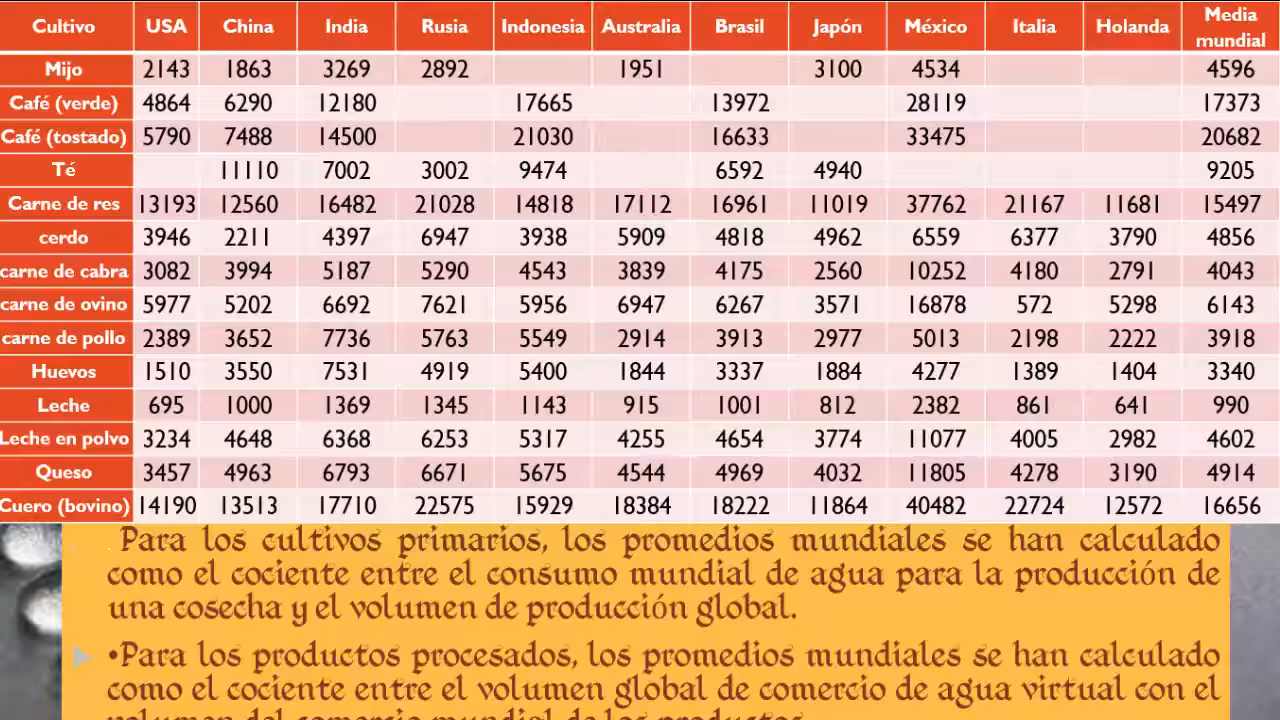 Cultivo USA China India Rusia Indonesia Australia Brasil Japón México Italia Holanda Media mundial
Mijo 2143 1863 3269 2892 1951 3100 4534 4596
Café (verde) 4864 6290 12180 17665 13972 28119 17373
Café (tostado) 5790 7488 14500 21030 16633 33475 20682
Té 11110 7002 3002 9474 6592 4940 9205
Carne de res 13193 12560 16482 21028 14818 17112 16961 11019 37762 21167 11681 15497
cerdo 3946 2211 4397 6947 3938 5909 4818 4962 6559 6377 3790 4856
carne de cabra 3082 3994 5187 5290 4543 3839 4175 2560 10252 4180 2791 4043
carne de ovino 5977 5202 6692 7621 5956 6947 6267 3571 16878 572 5298 6143
carne de pollo 2389 3652 7736 5763 5549 2914 3913 2977 5013 2198 2222 3918
Huevos 1510 3550 7531 4919 5400 1844 3337 1884 4277 1389 1404 3340
Leche 695 1000 1369 1345 1143 915 1001 812 2382 861 641 990
Leche en polvo 3234 4648 6368 6253 5317 4255 4654 3774 11077 4005 2982 4602
Queso 3457 4963 6793 6671 5675 4544 4969 4032 11805 4278 3190 4914
Cuero (bovino) 14190 13513 17710 22575 15929 18384 18222 11864 40482 22724 12572 16656
Para los cultivos primarios, los promedios mundiales se han calculado
como el cociente entre el consumo mundial de agua para la producción de
una cosecha y el volumen de producción global.
•Para los productos procesados, los promedios mundiales se han calculado
como el cociente entre el volumen global de comercio de agua virtual con el
volumen del comercio mundial de los productos